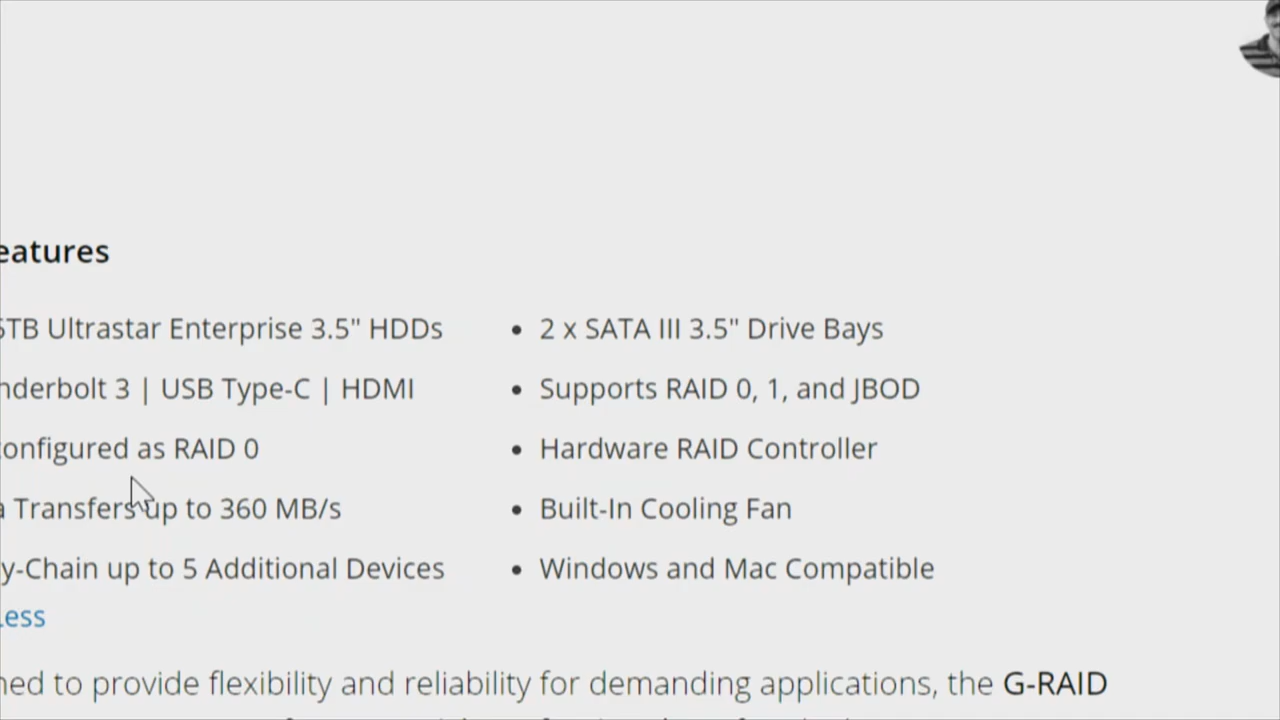 eatures
TB Ultrastar Enterprise 3.5" HDDs
nderbolt 3 | USB Type-C | HDMI
onfigured as RAID 0
a Transfers up to 360 MB/s
y-Chain up to 5 Additional Devices
Less
2 x SATA III 3.5" Drive Bays
Supports RAID 0, 1, and JBOD
Hardware RAID Controller
Built-In Cooling Fan
Windows and Mac Compatible
ned to provide flexibility and reliability for demanding applications, the G-RAID